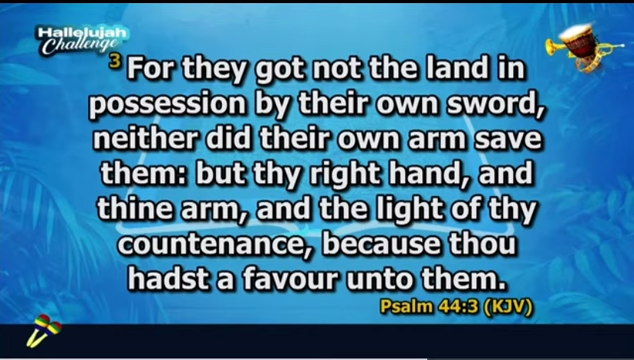 Hallelujah
Challenge
3 For they got not the land in
possession by their own sword,
neither did their own arm save
them: but thy right hand, and
thine arm, and the light of thy
countenance, because thou
hadst a favour unto them.
Psalm 44:3 (KJV)